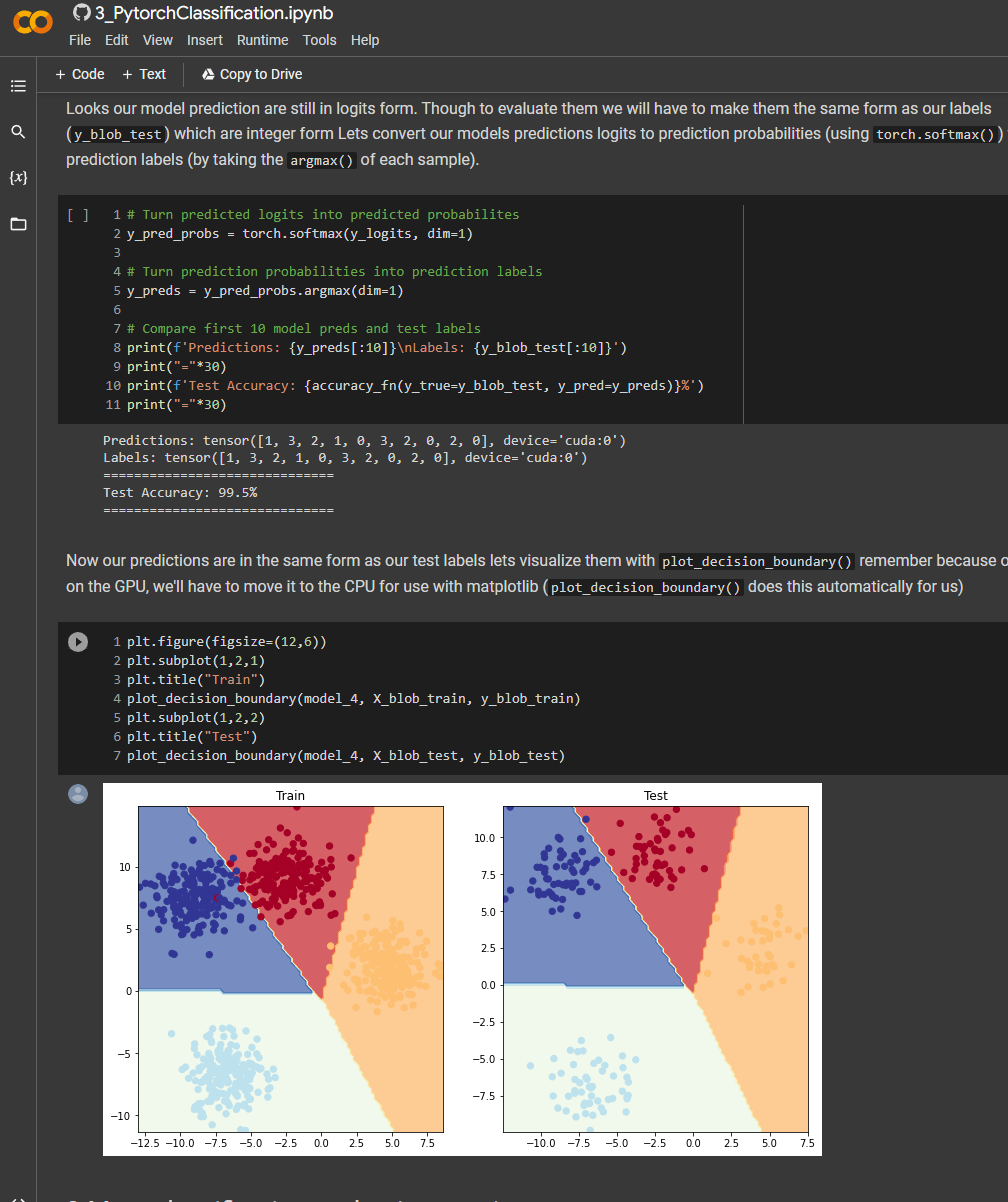 3_PytorchClassification.ipynb
File Edit View Insert Runtime Tools Help
+ Code + Text Copy to Drive
Looks our model prediction are still in logits form. Though to evaluate them we will have to make them the same form as our labels
(y_blob_test) which are integer form Lets convert our models predictions logits to prediction probabilities (using torch.softmax())
prediction labels (by taking the argmax() of each sample).
{x}
[ ] 1 # Turn predicted logits into predicted probabilites
2 y_pred_probs = torch.softmax(y_logits, dim=1)
3
4 # Turn prediction probabilities into prediction labels
5 y_preds = y_pred_probs.argmax(dim=1)
6
7 # Compare first 10 model preds and test labels
8 print(f'Predictions: {y_preds[:10]}\nLabels: {y_blob_test[:10]}')
9 print("="*30)
10 print(f'Test Accuracy: {accuracy_fn(y_true=y_blob_test, y_pred=y_preds)}%')
11 print("="*30)
Predictions: tensor([1, 3, 2, 1, 0, 3, 2, 0, 2, 0], device='cuda:0')
Labels: tensor([1, 3, 2, 1, 0, 3, 2, 0, 2, 0], device='cuda:0')
==============================
Test Accuracy: 99.5%
==============================
Now our predictions are in the same form as our test labels lets visualize them with plot_decision_boundary() remember because o
on the GPU, we'll have to move it to the CPU for use with matplotlib (plot_decision_boundary() does this automatically for us)
1 plt.figure(figsize=(12,6))
2 plt.subplot(1,2,1)
3 plt.title("Train")
4 plot_decision_boundary(model_4, X_blob_train, y_blob_train)
5 plt.subplot(1,2,2)
6 plt.title("Test")
7 plot_decision_boundary(model_4, X_blob_test, y_blob_test)
Train
10
5
0
−5
−10
−12.5 −10.0 −7.5 −5.0 −2.5 0.0 2.5 5.0 7.5
Test
10.0
7.5
5.0
2.5
0.0
−2.5
−5.0
−7.5
−10.0 −7.5 −5.0 −2.5 0.0 2.5 5.0 7.5